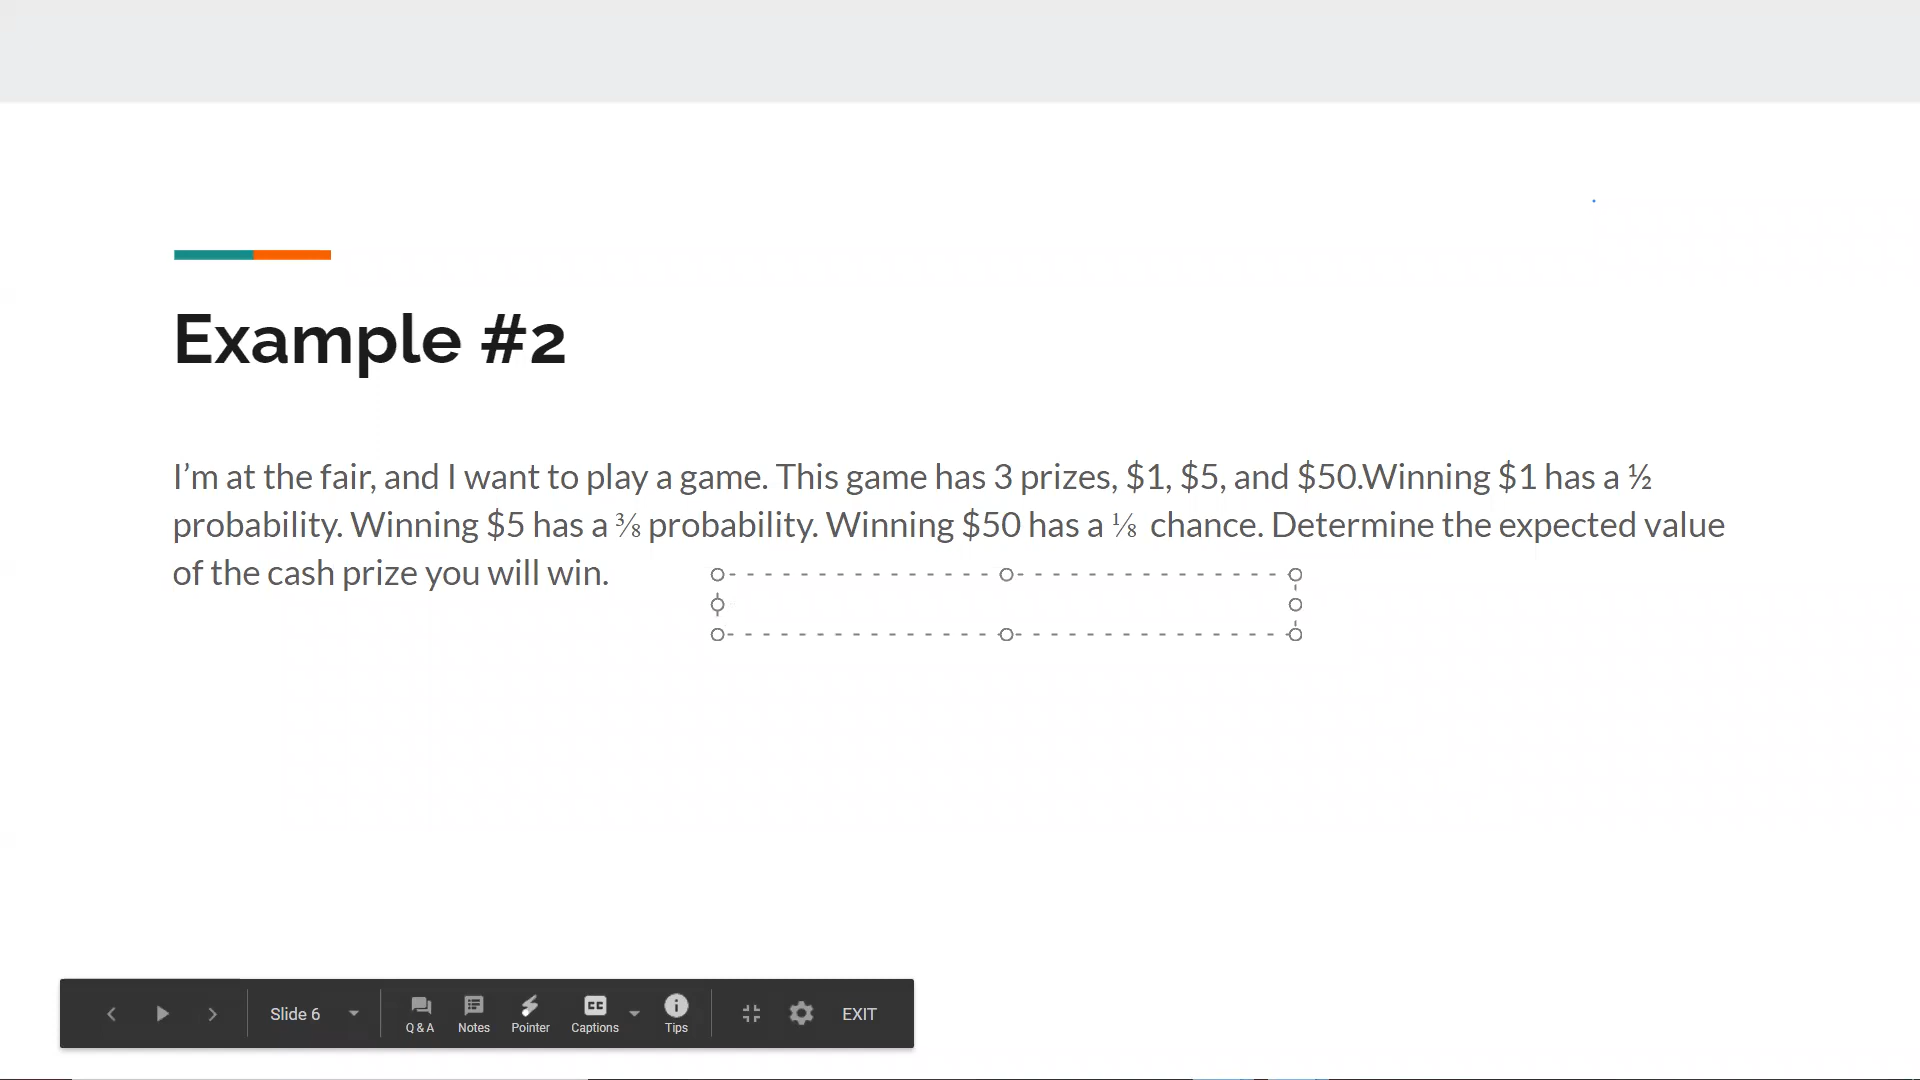 Example #2
I’m at the fair, and I want to play a game. This game has 3 prizes, $1, $5, and $50.Winning $1 has a ½
probability. Winning $5 has a ⅜ probability. Winning $50 has a ⅛ chance. Determine the expected value
of the cash prize you will win.
Slide 6
Q & A
Notes
Pointer
Captions
Tips
EXIT